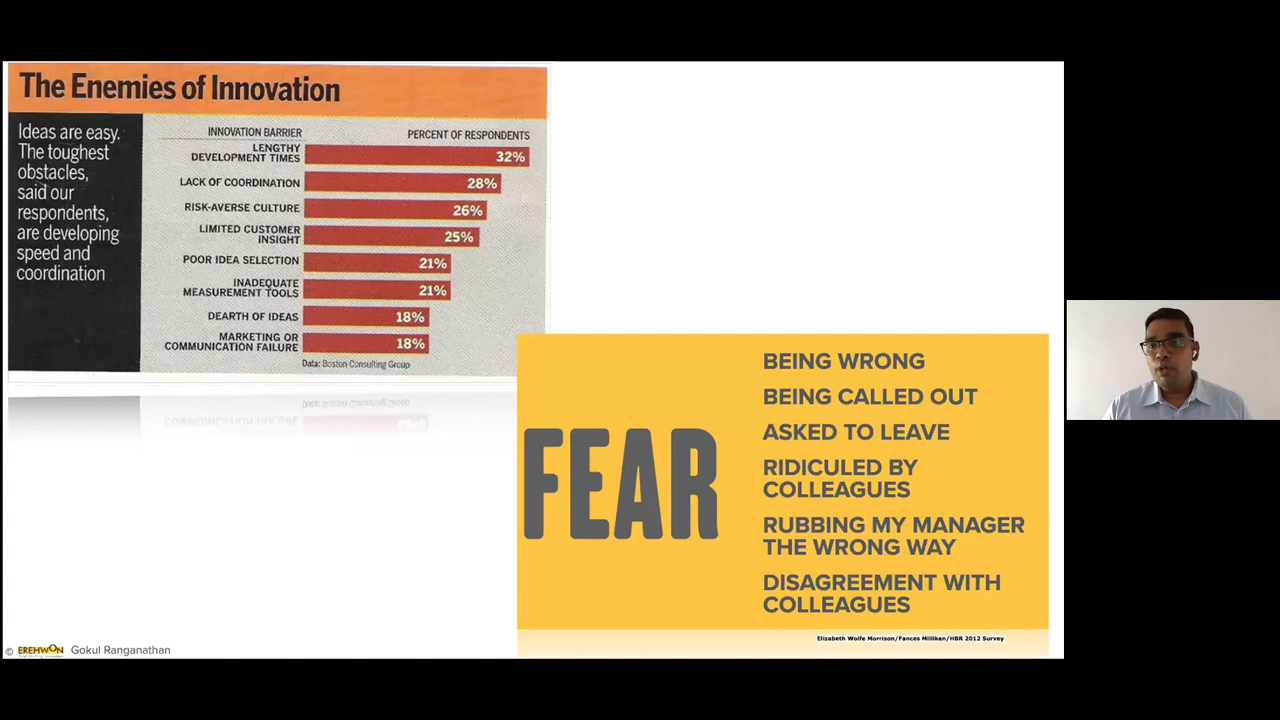 The Enemies of Innovation
Ideas are easy.
The toughest
obstacles,
said our
respondents,
are developing
speed and
coordination
INNOVATION BARRIER
PERCENT OF RESPONDENTS
LENGTHY
DEVELOPMENT TIMES
32%
LACK OF COORDINATION
28%
RISK-AVERSE CULTURE
26%
LIMITED CUSTOMER
INSIGHT
25%
POOR IDEA SELECTION
21%
INADEQUATE
MEASUREMENT TOOLS
21%
DEARTH OF IDEAS
18%
MARKETING OR
COMMUNICATION FAILURE
18%
Data: Boston Consulting Group
FEAR
BEING WRONG
BEING CALLED OUT
ASKED TO LEAVE
RIDICULED BY
COLLEAGUES
RUBBING MY MANAGER
THE WRONG WAY
DISAGREEMENT WITH
COLLEAGUES
Elizabeth Wolfe Morrison/Fances Milliken/HBR 2012 Survey
© EREHWON Gokul Ranganathan